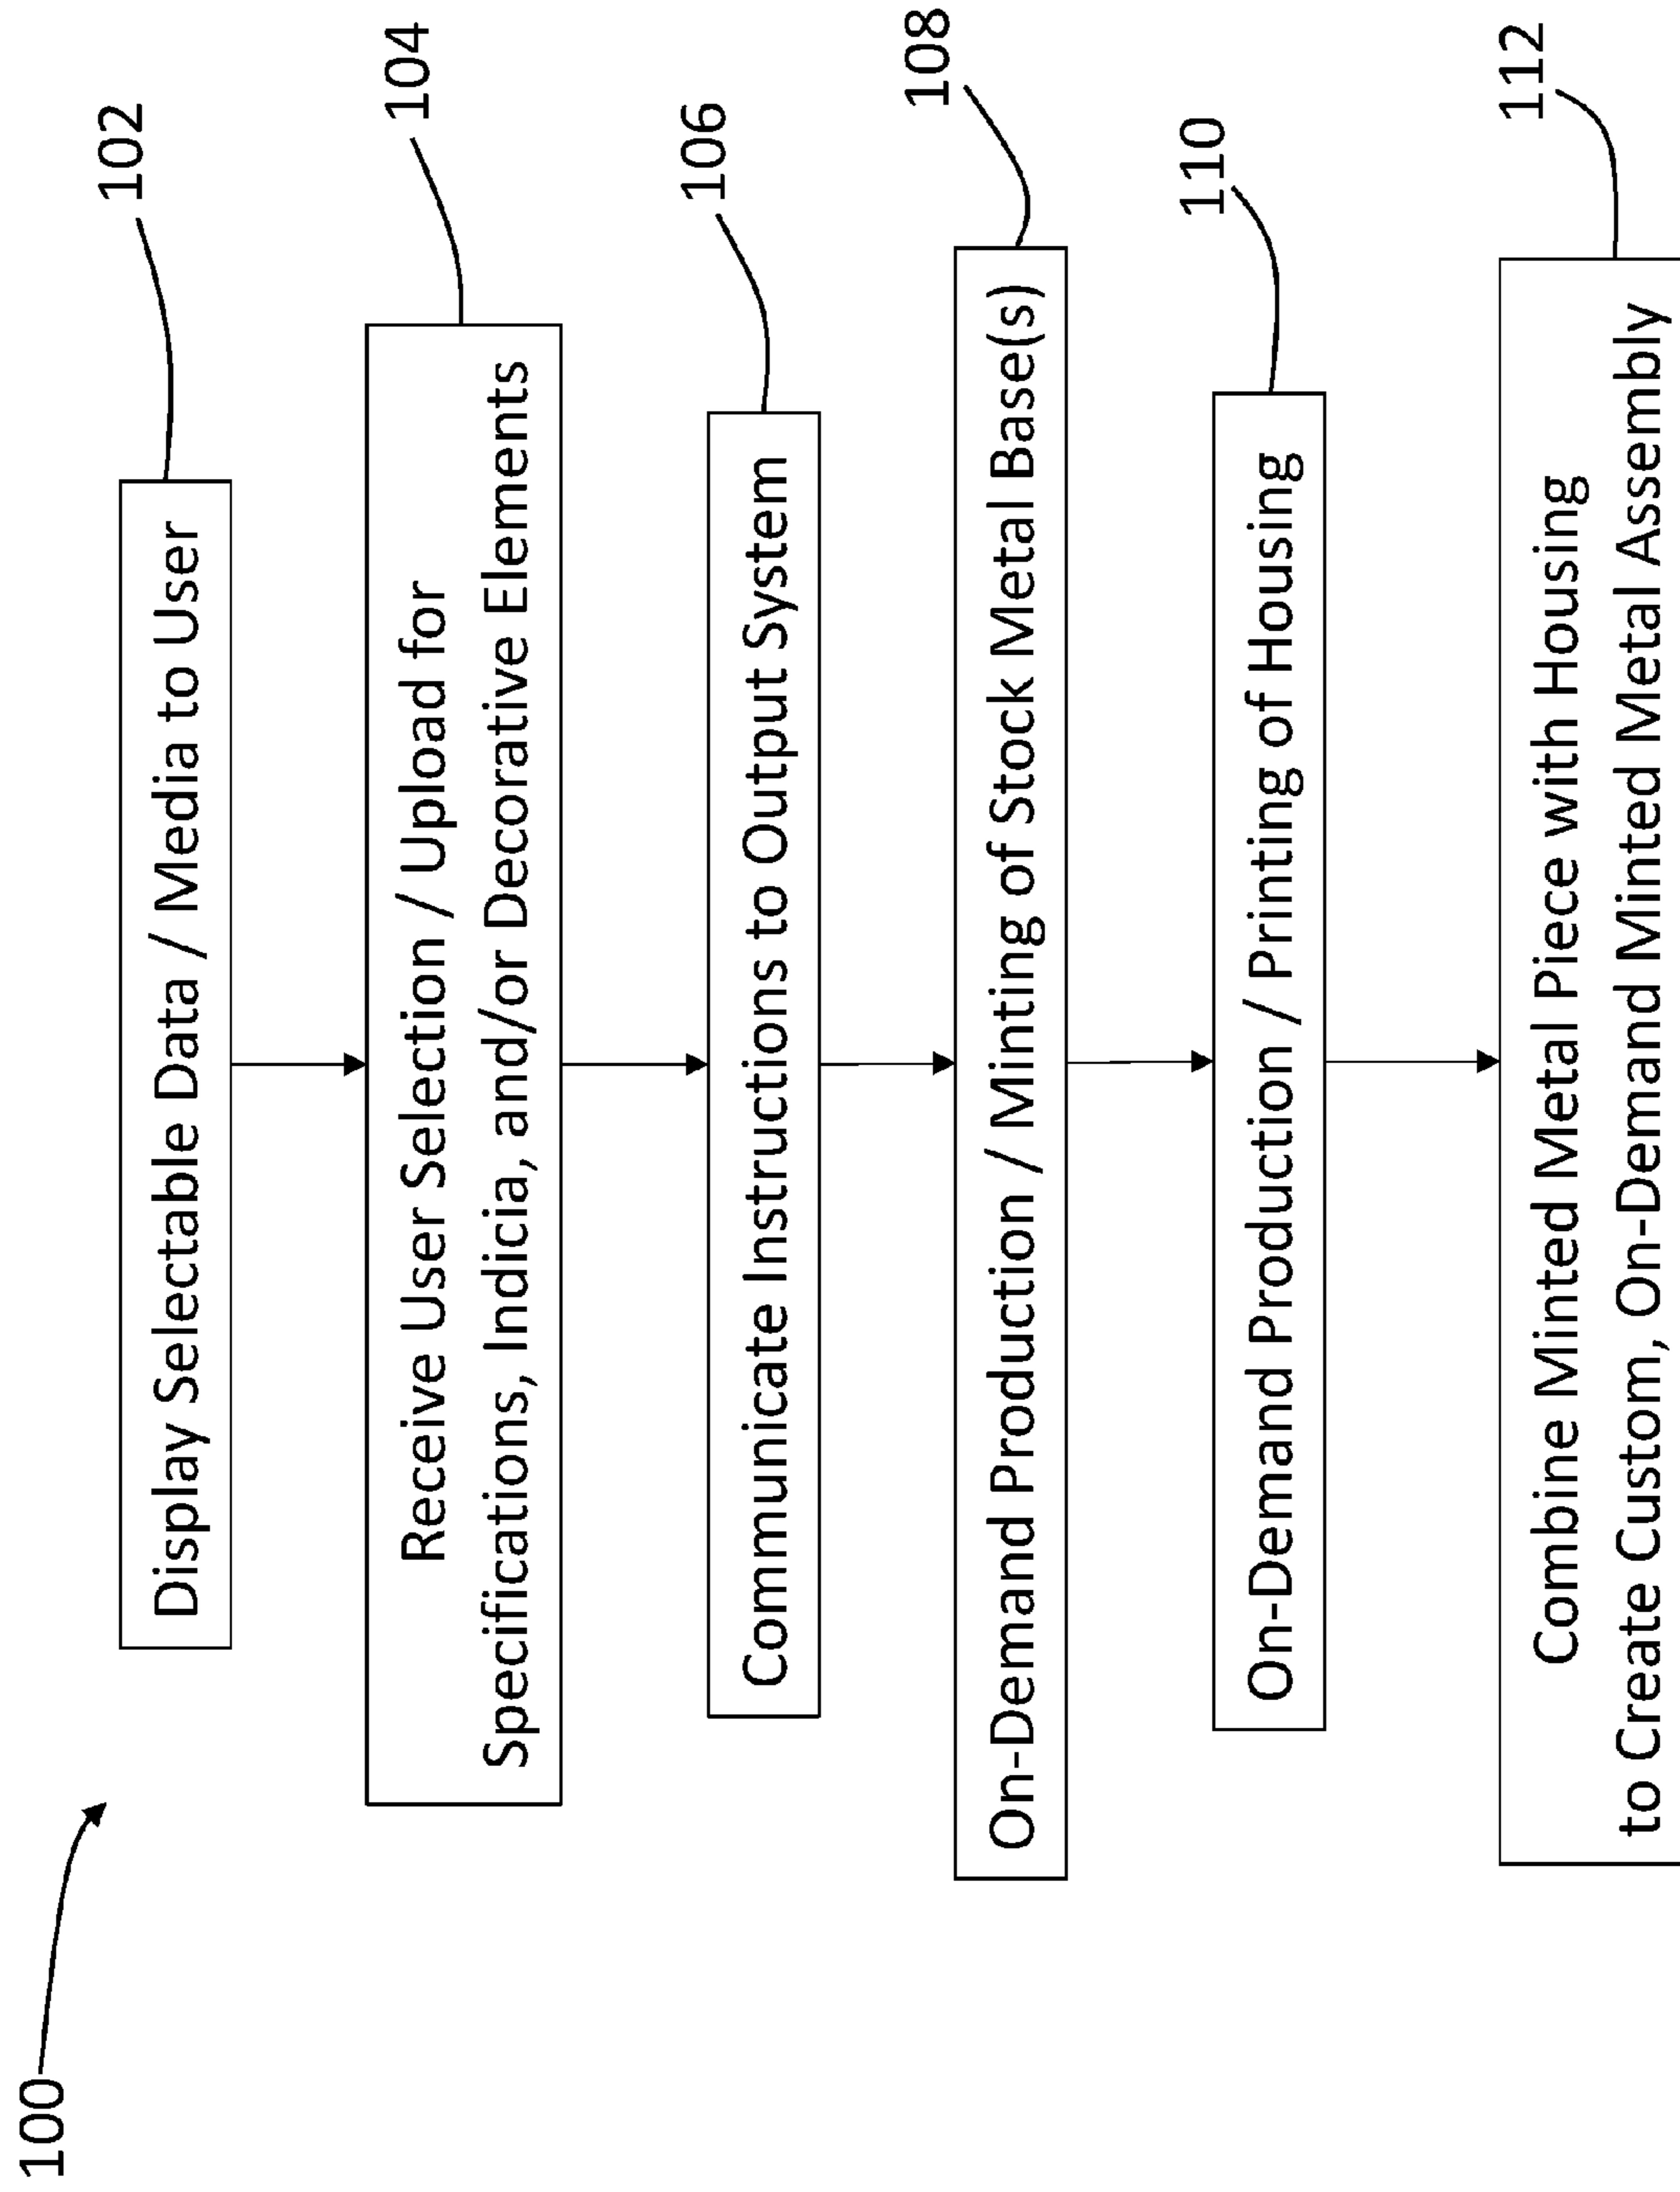 100
102
Display Selectable Data / Media to User
104
Receive User Selection / Upload for
Specifications, Indicia, and/or Decorative Elements
106
Communicate Instructions to Output System
108
On-Demand Production / Minting of Stock Metal Base(s)
110
On-Demand Production / Printing of Housing
112
Combine Minted Metal Piece with Housing
to Create Custom, On-Demand Minted Metal Assembly